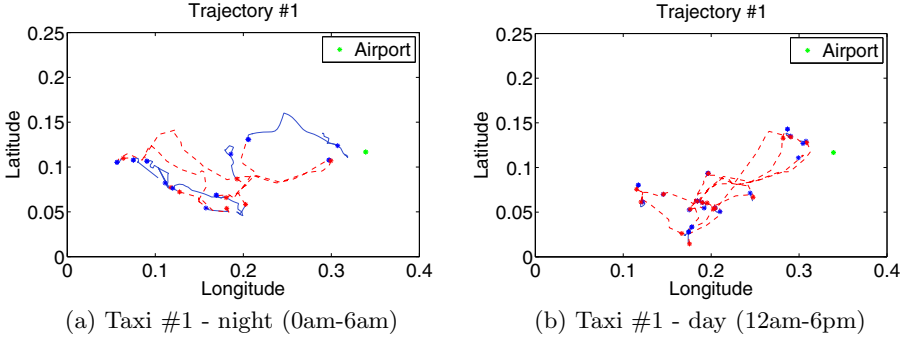 Trajectory #1
Airport
0.25
0.2
0.15
0.1
0.05
0
Latitude
0
0.1
0.2
0.3
0.4
Longitude
(a) Taxi #1 - night (0am-6am)
Trajectory #1
Airport
0.25
0.2
0.15
0.1
0.05
0
Latitude
0
0.1
0.2
0.3
0.4
Longitude
(b) Taxi #1 - day (12am-6pm)